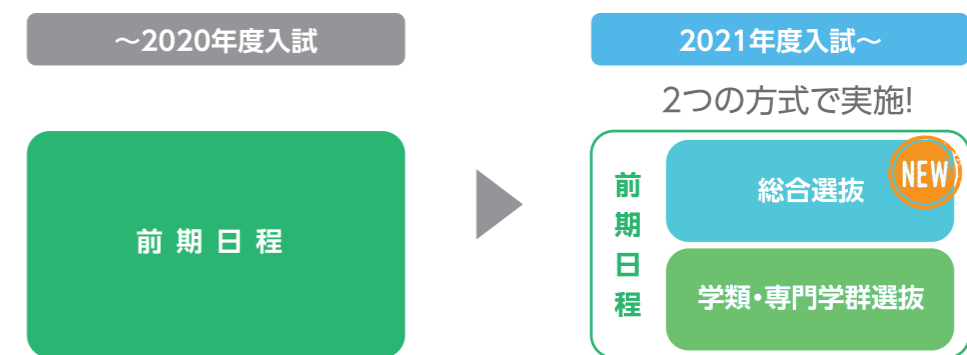 ～2020年度入試
前期日程
2021年度入試～
2つの方式で実施!
前期日程
総合選抜
NEW
学類・専門学群選抜